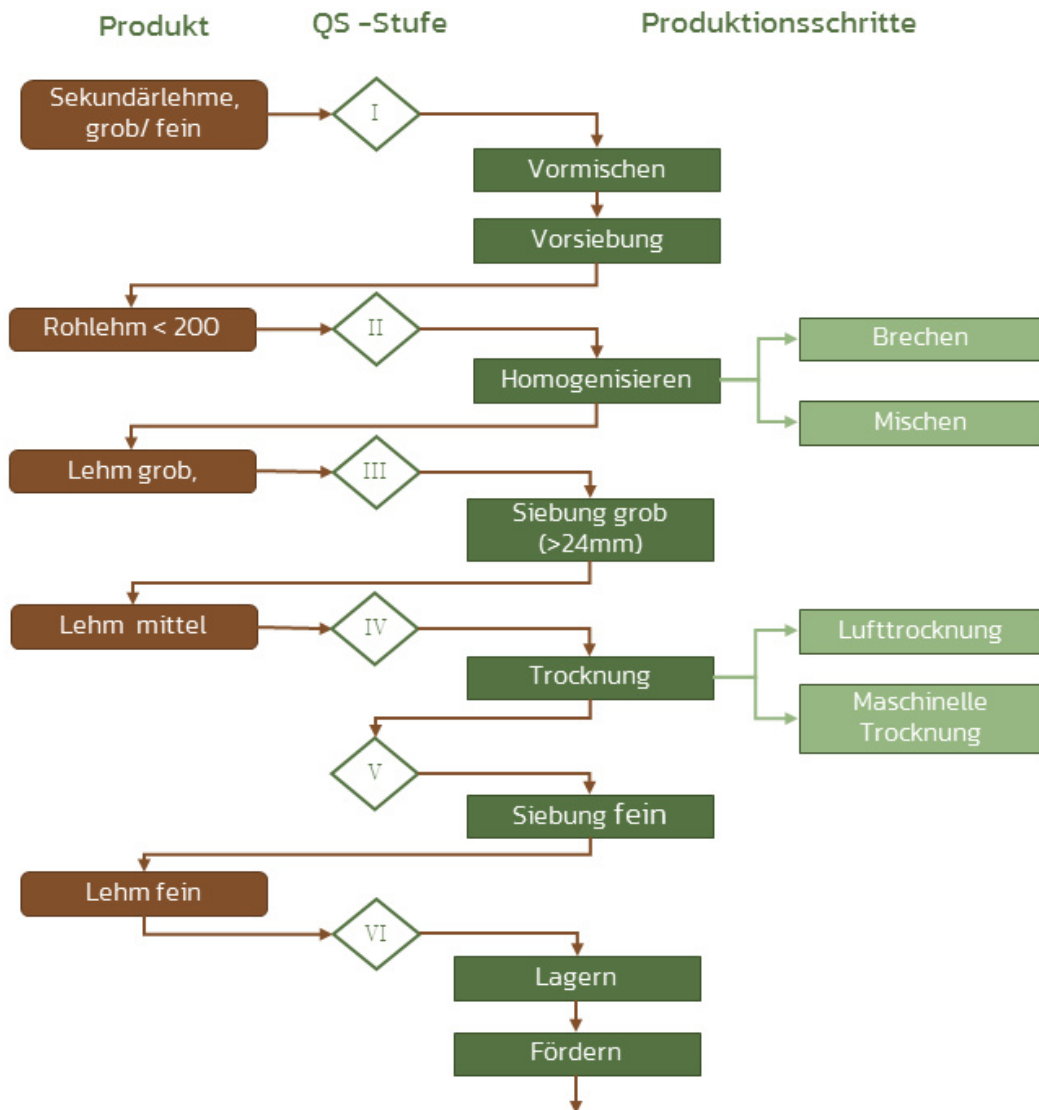 Produkt
QS -Stufe
Produktionsschritte
Sekundärlehme,
grob/ fein
I
Vormischen
Vorsiebung
Rohlehm < 200
II
Homogenisieren
Brechen
Mischen
Lehm grob,
III
Siebung grob
(>24mm)
Lehm mittel
IV
Trocknung
Lufttrocknung
Maschinelle
Trocknung
V
Siebung fein
Lehm fein
VI
Lagern
Fördern